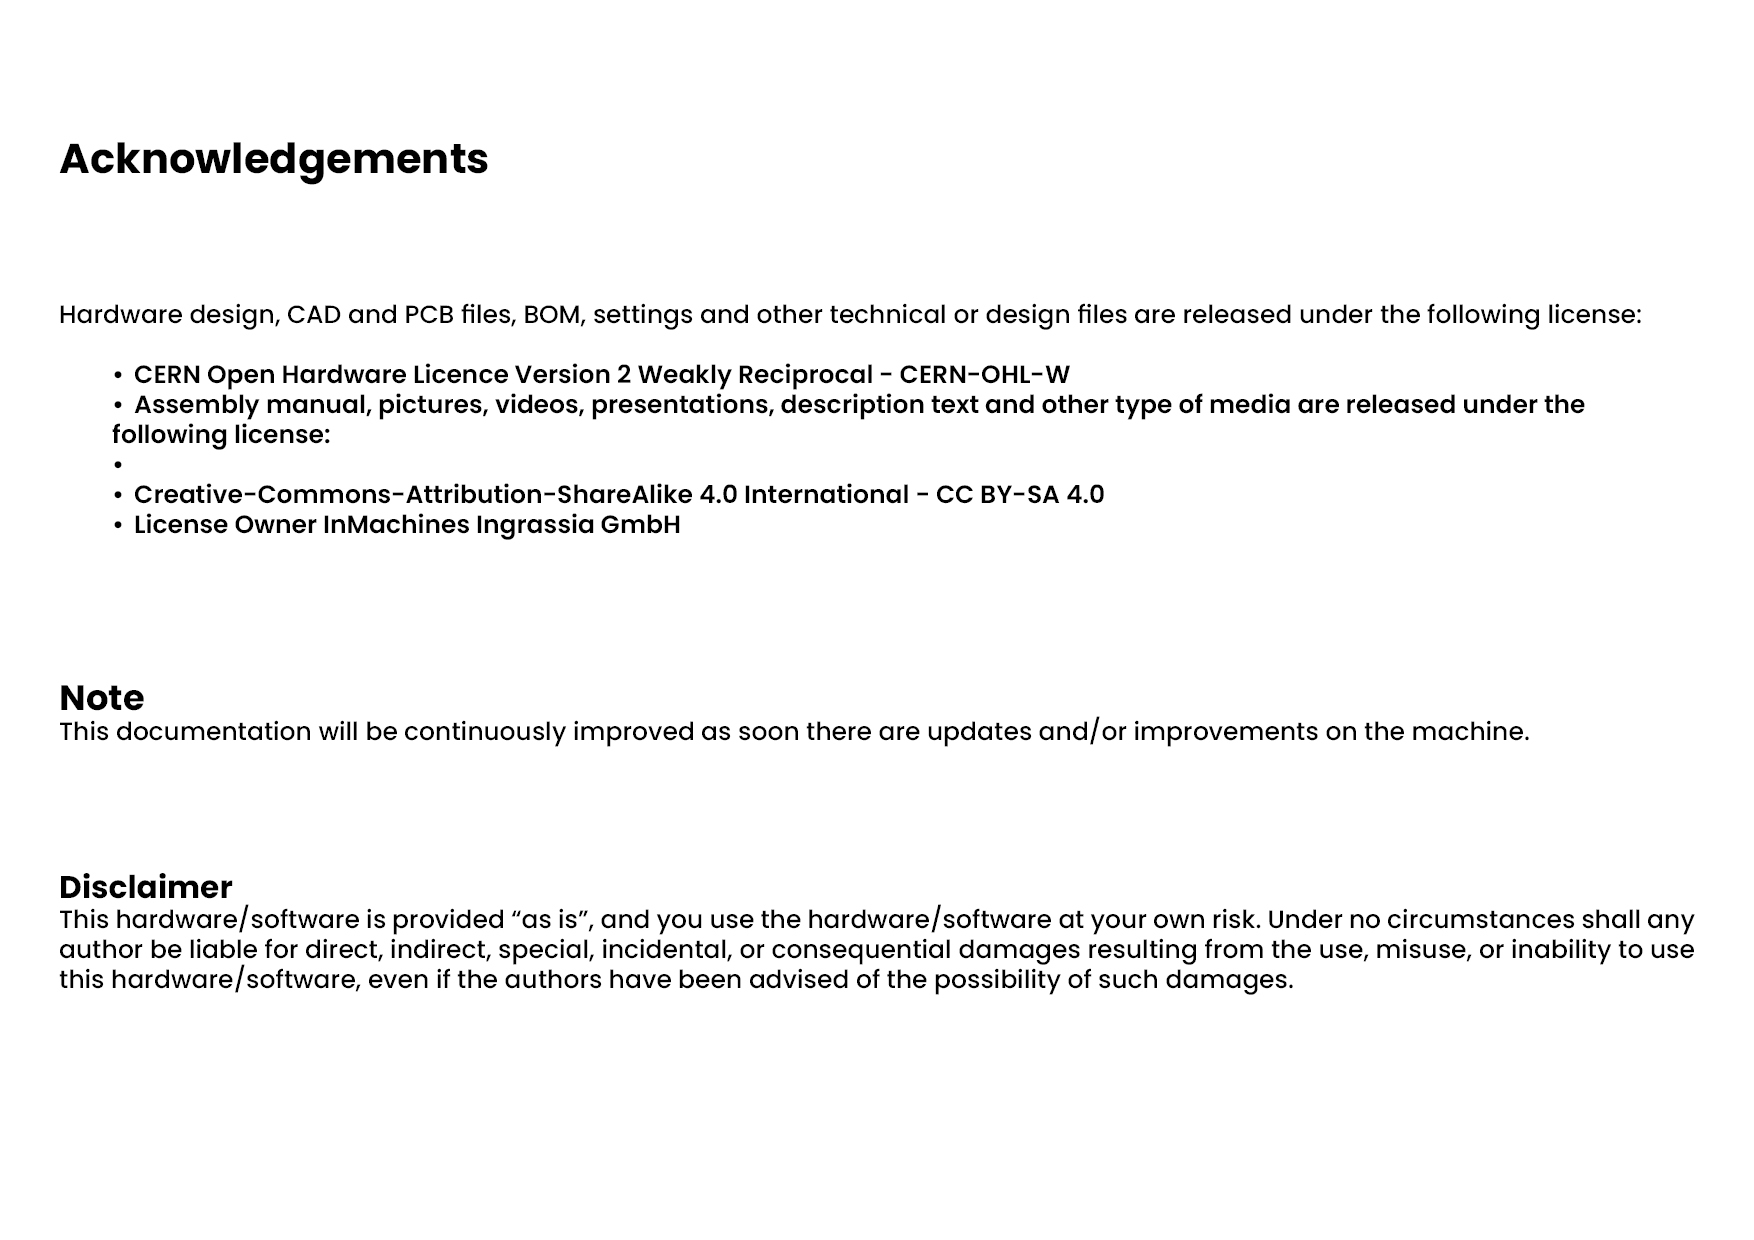 Acknowledgements
Hardware design, CAD and PCB files, BOM, settings and other technical or design files are released under the following license:
• CERN Open Hardware Licence Version 2 Weakly Reciprocal - CERN-OHL-W
• Assembly manual, pictures, videos, presentations, description text and other type of media are released under the
following license:
•
• Creative-Commons-Attribution-ShareAlike 4.0 International - CC BY-SA 4.0
• License Owner InMachines Ingrassia GmbH
Note
This documentation will be continuously improved as soon there are updates and/or improvements on the machine.
Disclaimer
This hardware/software is provided “as is”, and you use the hardware/software at your own risk. Under no circumstances shall any
author be liable for direct, indirect, special, incidental, or consequential damages resulting from the use, misuse, or inability to use
this hardware/software, even if the authors have been advised of the possibility of such damages.